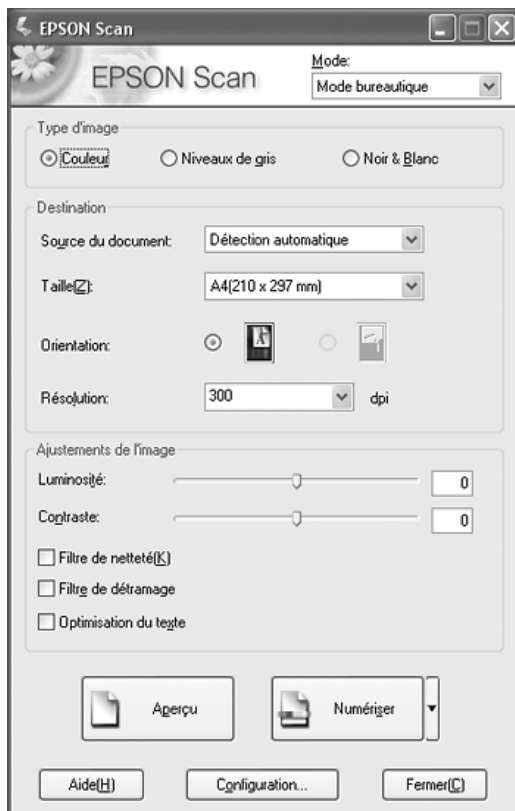 EPSON Scan
EPSON Scan
Mode:
Mode bureautique
Type d'image
Couleur Niveaux de gris Noir & Blanc
Destination
Source du document: Détection automatique
Taille(Z): A4(210 x 297 mm)
Orientation:
Résolution: 300 dpi
Ajustements de l'image
Luminosité: 0
Contraste: 0
Filtre de netteté(K)
Filtre de détramage
Optimisation du texte
Aperçu Numériser
Aide(H) Configuration... Fermer(C)